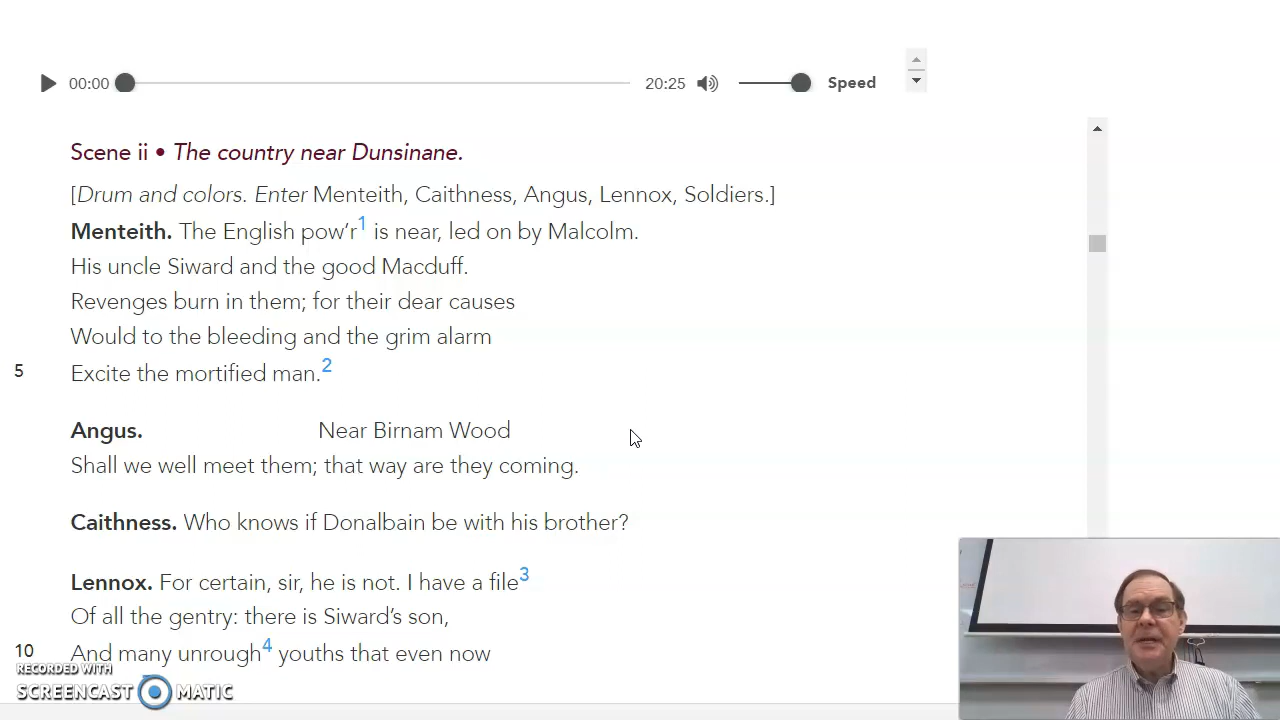 00:00 20:25 Speed
Scene ii • The country near Dunsinane.
[Drum and colors. Enter Menteith, Caithness, Angus, Lennox, Soldiers.]
Menteith. The English pow’r1 is near, led on by Malcolm.
His uncle Siward and the good Macduff.
Revenges burn in them; for their dear causes
Would to the bleeding and the grim alarm
5 Excite the mortified man.2
Angus. Near Birnam Wood
Shall we well meet them; that way are they coming.
Caithness. Who knows if Donalbain be with his brother?
Lennox. For certain, sir, he is not. I have a file3
Of all the gentry: there is Siward’s son,
10 And many unrough4 youths that even now
RECORDED WITH
SCREENCAST MATIC